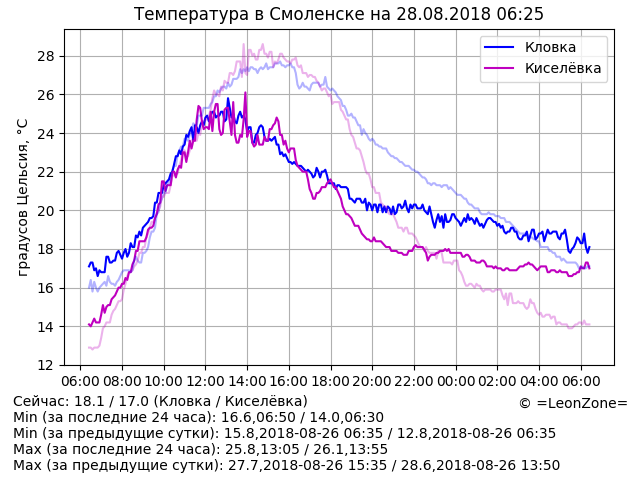 Температура в Смоленске на 28.08.2018 06:25
Кловка
Киселёвка
градусов Цельсия, °C
28
26
24
22
20
18
16
14
12
06:00 08:00 10:00 12:00 14:00 16:00 18:00 20:00 22:00 00:00 02:00 04:00 06:00
Сейчас: 18.1 / 17.0 (Кловка / Киселёвка)
© =LeonZone=
Min (за последние 24 часа): 16.6,06:50 / 14.0,06:30
Min (за предыдущие сутки): 15.8,2018-08-26 06:35 / 12.8,2018-08-26 06:35
Max (за последние 24 часа): 25.8,13:05 / 26.1,13:55
Max (за предыдущие сутки): 27.7,2018-08-26 15:35 / 28.6,2018-08-26 13:50